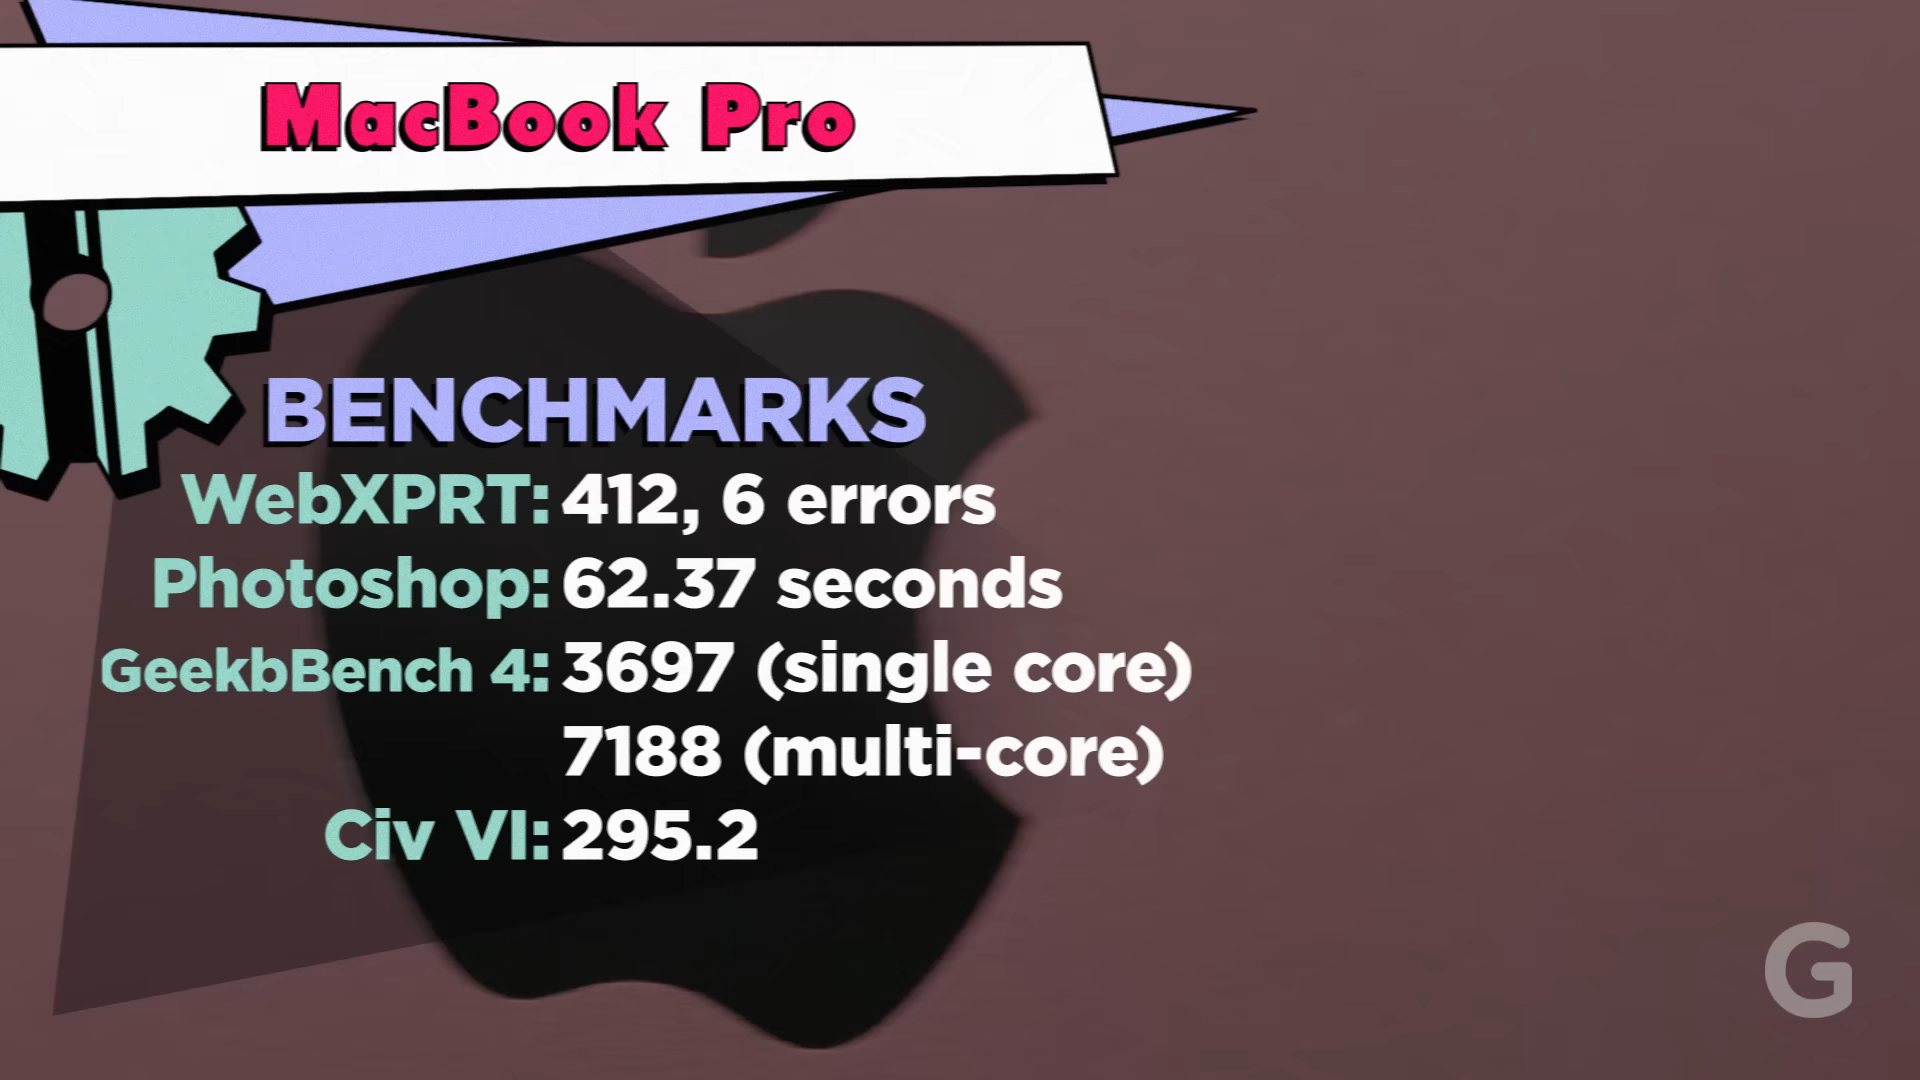 MacBook Pro
BENCHMARKS
WebXPRT: 412, 6 errors
Photoshop: 62.37 seconds
GeekbBench 4: 3697 (single core)
7188 (multi-core)
Civ VI: 295.2
G